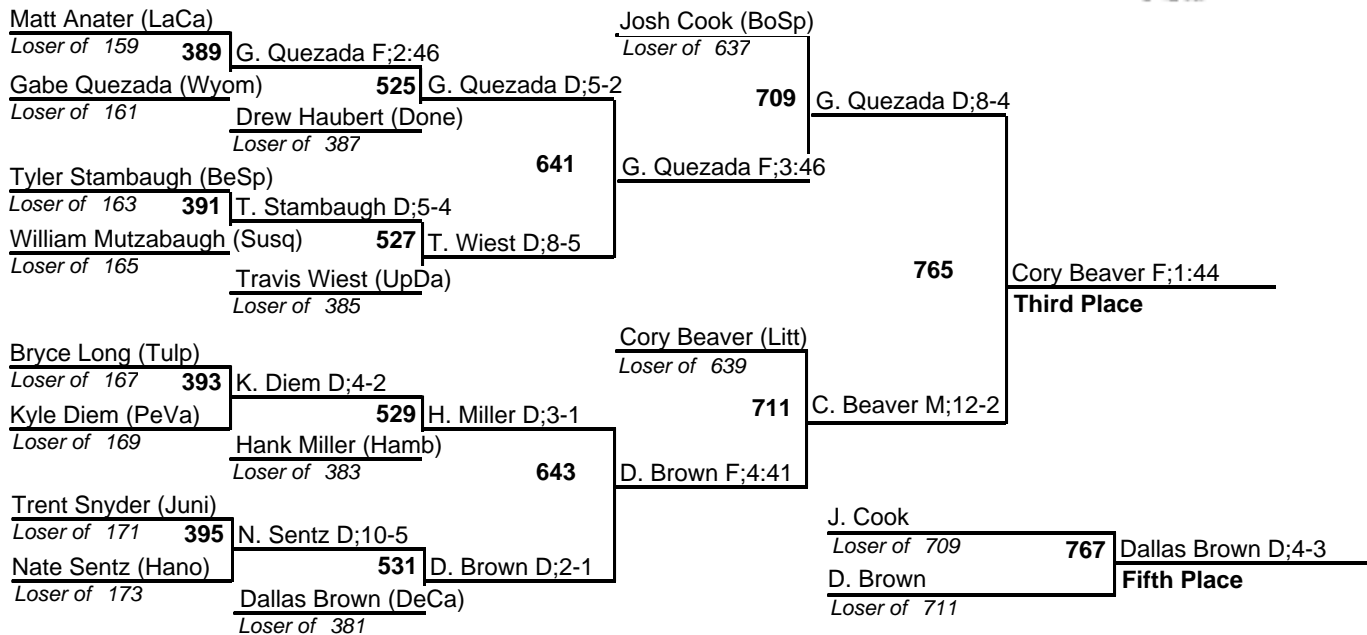 Matt Anater (LaCa)
Loser of 159
389
G. Quezada F;2:46
Gabe Quezada (Wyom)
Loser of 161
525
G. Quezada D;5-2
Drew Haubert (Done)
Loser of 387
641
G. Quezada F;3:46
Tyler Stambaugh (BeSp)
Loser of 163
391
T. Stambaugh D;5-4
William Mutzabaugh (Susq)
Loser of 165
527
T. Wiest D;8-5
Travis Wiest (UpDa)
Loser of 385
Josh Cook (BoSp)
Loser of 637
709
G. Quezada D;8-4
765
Cory Beaver F;1:44
Third Place
Bryce Long (Tulp)
Loser of 167
393
K. Diem D;4-2
Kyle Diem (PeVa)
Loser of 169
529
H. Miller D;3-1
Hank Miller (Hamb)
Loser of 383
643
D. Brown F;4:41
Trent Snyder (Juni)
Loser of 171
395
N. Sentz D;10-5
Nate Sentz (Hano)
Loser of 173
531
D. Brown D;2-1
Dallas Brown (DeCa)
Loser of 381
Cory Beaver (Litt)
Loser of 639
711
C. Beaver M;12-2
J. Cook
Loser of 709
767
Dallas Brown D;4-3
D. Brown
Fifth Place
Loser of 711